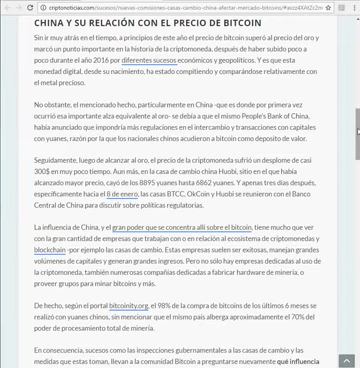 criptonoticias.com/sucesos/nuevas-comisiones-casas-cambio-china-afectar-mercado-bitcoins/#
CHINA Y SU RELACIÓN CON EL PRECIO DE BITCOIN
Sin ir muy atrás en el tiempo, a principios de este año el precio de bitcoin superó al precio del oro y
marcó un punto importante en la historia de la criptomoneda, después de haber subido poco a
poco durante el año 2016 por diferentes sucesos económicos y geopolíticos. Y es que esta
moneda digital, desde su nacimiento, ha estado compitiendo y comparándose relativamente con
el metal precioso.
No obstante, el mencionado hecho, particularmente en China -que es donde por primera vez
ocurrió esa importante alza equivalente al oro- se debía a que el mismo People's Bank of China,
había anunciado que impondría más regulaciones en el intercambio y transacciones con capitales
con yuanes, razón por la que los nacionales chinos acudieron a bitcoin como deposito de valor.
Seguidamente, luego de alcanzar al oro, el precio de la criptomoneda sufrió un desplome de casi
300$ en muy poco tiempo. Aun más, en la casa de cambio china Huobi, sitio en el que había
alcanzado mayor precio, cayó de los 8895 yuanes hasta 6862 yuanes. Y apenas tres días después,
específicamente hacia el 8 de enero, las casas BTCC, OkCoin y Huobi se reunieron con el Banco
Central de China para discutir sobre políticas regulatorias.
La influencia de China, y el gran poder que se concentra allí sobre el bitcoin, tiene mucho que ver
con la gran cantidad de empresas que trabajan con o en relación al ecosistema de criptomonedas y
blockchain -por ejemplo las casas de cambio. Estas empresas suelen ser exitosas, manejan grandes
volúmenes de capitales y generan grandes ingresos. Pero no sólo hay empresas dedicadas al uso de
la criptomoneda, también numerosas compañías dedicadas a fabricar hardware de minería, o
proveer grupos para minar bitcoins y más.
De hecho, según el portal bitcoinity.org, el 98% de la compra de bitcoins de los últimos 6 meses se
realizó con yuanes chinos, sin mencionar que el mismo país alberga aproximadamente el 70% del
poder de procesamiento total de minería.
En consecuencia, sucesos como las inspecciones gubernamentales a las casas de cambio y las
medidas que estas toman, llevan a la comunidad Bitcoin a preguntarse nuevamente qué influencia